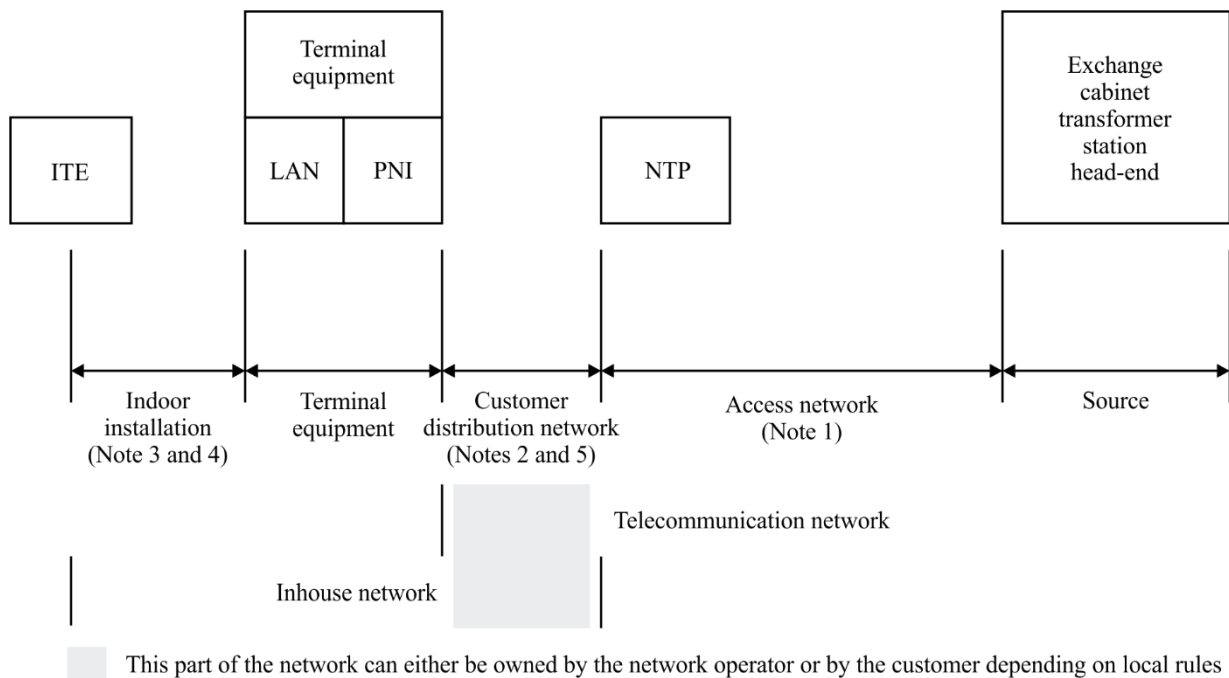 Terminal
equipment
Exchange
cabinet
transformer
station
head-end
ITE
LAN
PNI
NTP
Indoor
installation
(Note 3 and 4)
Terminal
equipment
Customer
distribution network
(Notes 2 and 5)
Access network
(Note 1)
Source
Telecommunication network
Inhouse network
This part of the network can either be owned by the network operator or by the customer depending on local rules